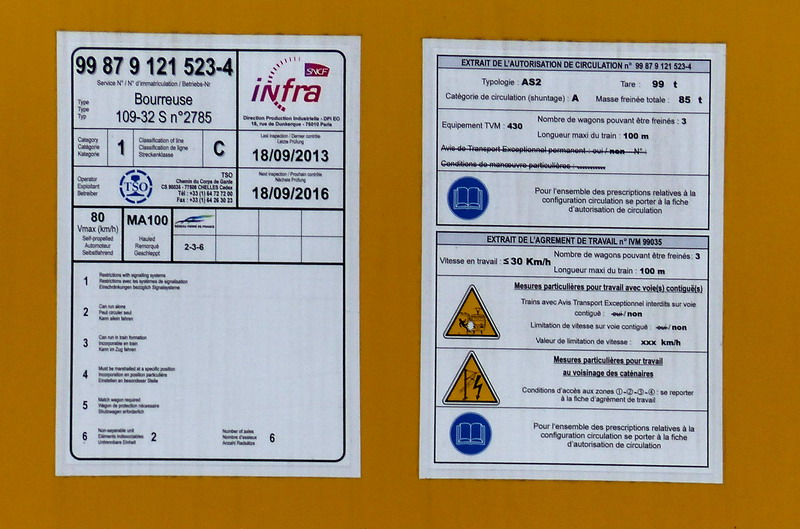 99 87 9 121 523-4
Service N° / N° d'immatriculation / Betriebs-Nr
Type
Type
Typ
Bourreuse
109-32 S n°2785
SNCF
infra
Direction Production Industrielle - DPI EO
18, rue de Dunkerque - 75010 Paris
Category
Catégorie
Kategorie
1
Classification of line
Classification de ligne
Streckenklasse
C
Last inspection / Dernier contrôle
Letzte Prüfung
18/09/2013
Operator
Exploitant
Betreiber
TSO
TSO
Chemin du Corps de Garde
CS 80034 - 77508 CHELLES Cedex
Tél : +33 (1) 64 72 72 00
Fax : +33 (1) 64 26 30 23
Next inspection / Prochain contrôle
Nächste Prüfung
18/09/2016
80
Vmax (km/h)
Self-propelled
Automoteur
Selbstfahrend
MA100
Hauled
Remorqué
Geschleppt
RESEAU FERRE DE FRANCE
2-3-6
1 Restrictions with signalling systems
Restrictions avec les systèmes de signalisation
Einschränkungen bezüglich Signalsysteme
2 Can run alone
Peut circuler seul
Kann allein fahren
3 Can run in train formation
Incorporable en train
Kann im Zug fahren
4 Must be marshalled at a specific position
Incorporation en position particulière
Einstellen an besonderer Stelle
5 Match wagon required
Wagon de protection nécessaire
Schutzwagen erforderlich
6 Non-separable unit
Eléments indissociables
Untrennbare Einheit
2
Number of axles
Nombre d'essieux
Anzahl Radsätze
6
EXTRAIT DE L'AUTORISATION DE CIRCULATION n° 99 87 9 121 523-4
Typologie : AS2 Tare : 99 t
Catégorie de circulation (shuntage) : A Masse freinée totale : 85 t
Equipement TVM : 430 Nombre de wagons pouvant être freinés : 3
Longueur maxi du train : 100 m
Avis de Transport Exceptionnel permanent : oui / non N° :
Conditions de manœuvre particulières : ...........
Pour l'ensemble des prescriptions relatives à la
configuration circulation se porter à la fiche
d'autorisation de circulation
EXTRAIT DE L'AGREMENT DE TRAVAIL n° IVM 99035
Vitesse en travail : ≤ 30 Km/h Nombre de wagons pouvant être freinés : 3
Longueur maxi du train : 100 m
Mesures particulières pour travail avec voie(s) contiguë(s)
Trains avec Avis Transport Exceptionnel interdits sur voie
contiguë : oui / non
Limitation de vitesse sur voie contiguë : oui / non
Valeur de limitation de vitesse : xxx km/h
Mesures particulières pour travail
au voisinage des caténaires
Conditions d'accès aux zones ①-②-③-④ : se reporter
à la fiche d'agrément de travail
Pour l'ensemble des prescriptions relatives à la
configuration circulation se porter à la fiche
d'autorisation de circulation